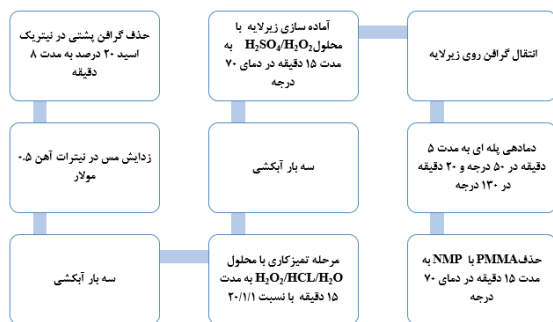 حذف گرافن پشتی در نیتریک
اسید ۲۰ درصد به مدت ۸
دقیقه
زدایش مس در نیترات آهن ۰.۵
مولار
سه بار آبکشی
مرحله تمیزکاری با محلول
H₂O₂/HCL/H₂O به مدت
۱۵ دقیقه با نسبت ۲۰/۱/۱
سه بار آبکشی
آماده سازی زیرلایه با
محلول H₂SO₄/H₂O₂ به
مدت ۱۵ دقیقه در دمای ۷۰
درجه
انتقال گرافن روی زیرلایه
دمادهی پله ای به مدت ۵
دقیقه در ۵۰ درجه و ۲۰ دقیقه
در ۱۳۰ درجه
حذف PMMA با NMP به
مدت ۱۵ دقیقه در دمای ۷۰
درجه